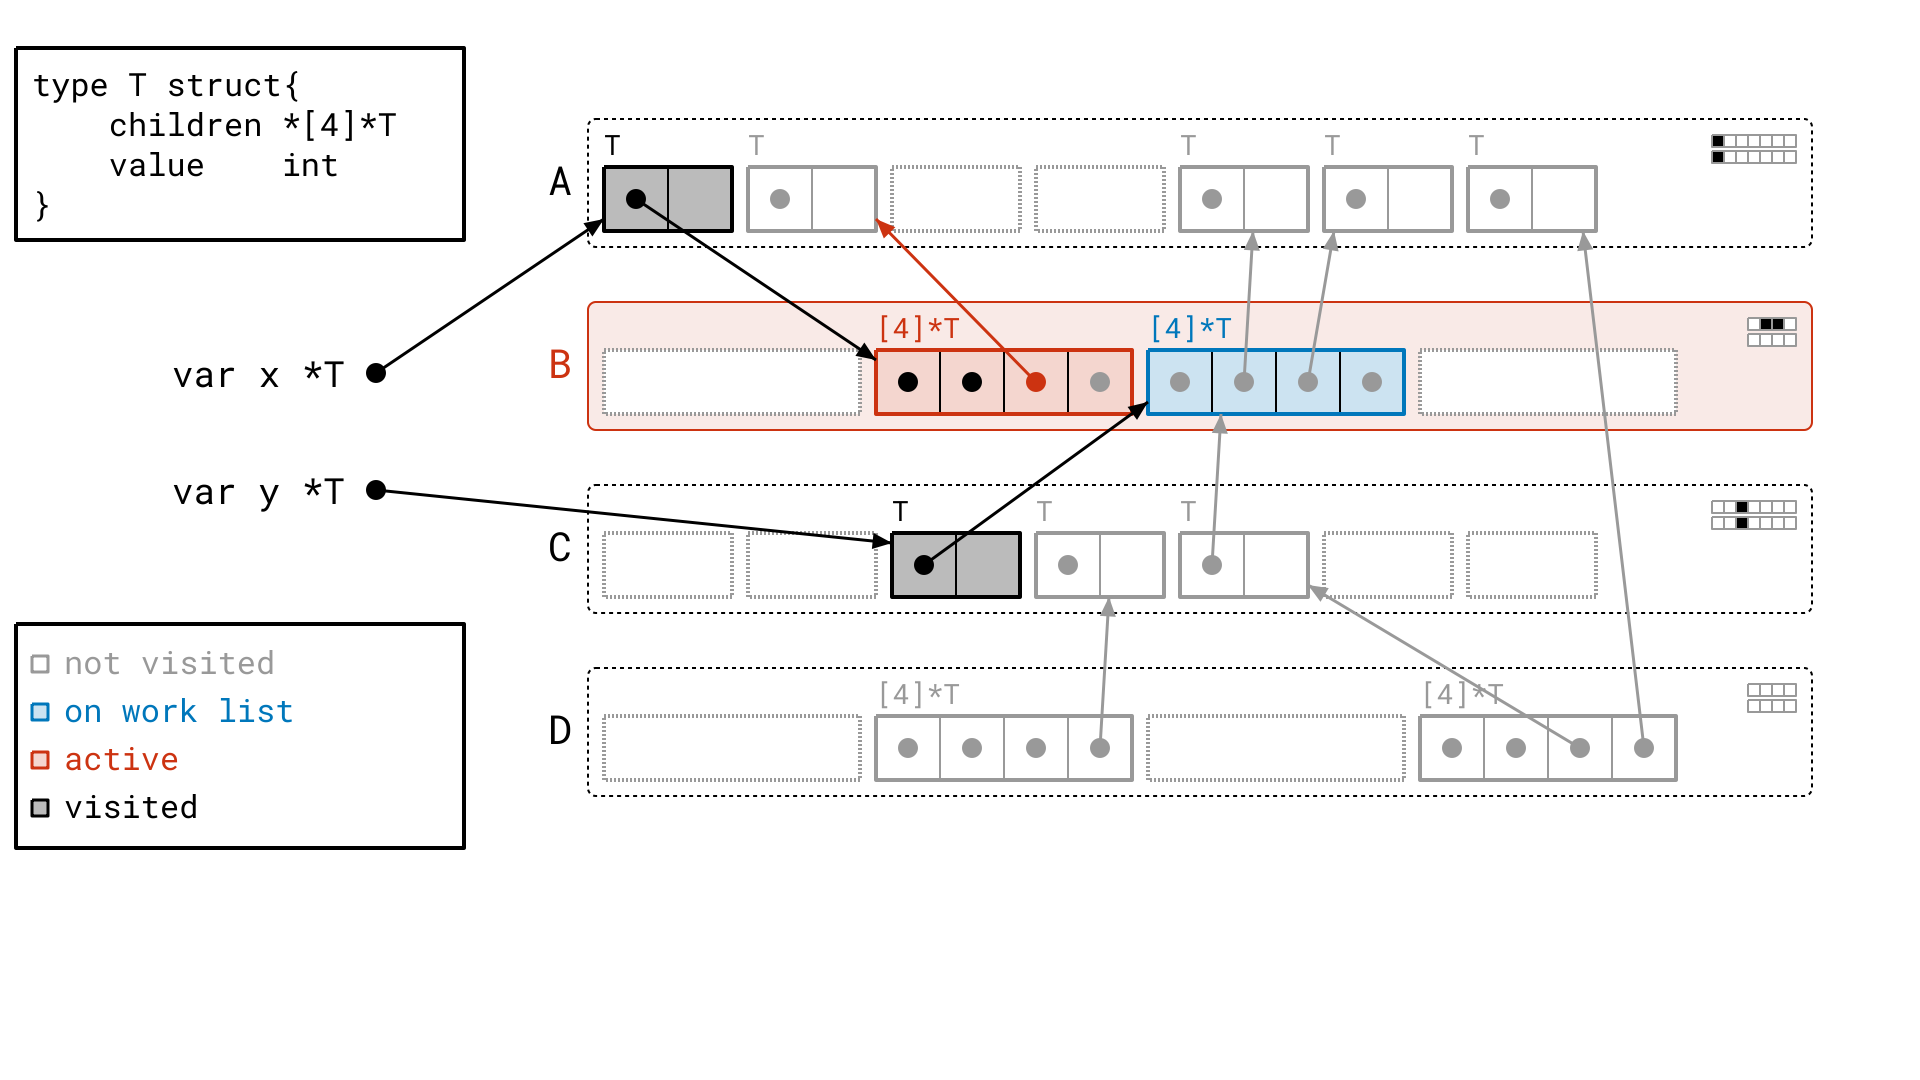 type T struct{
    children *[4]*T
    value    int
}
T T T T T
A
var x *T
[4]*T [4]*T
B
var y *T
T T T
C
not visited
on work list
active
visited
[4]*T [4]*T
D